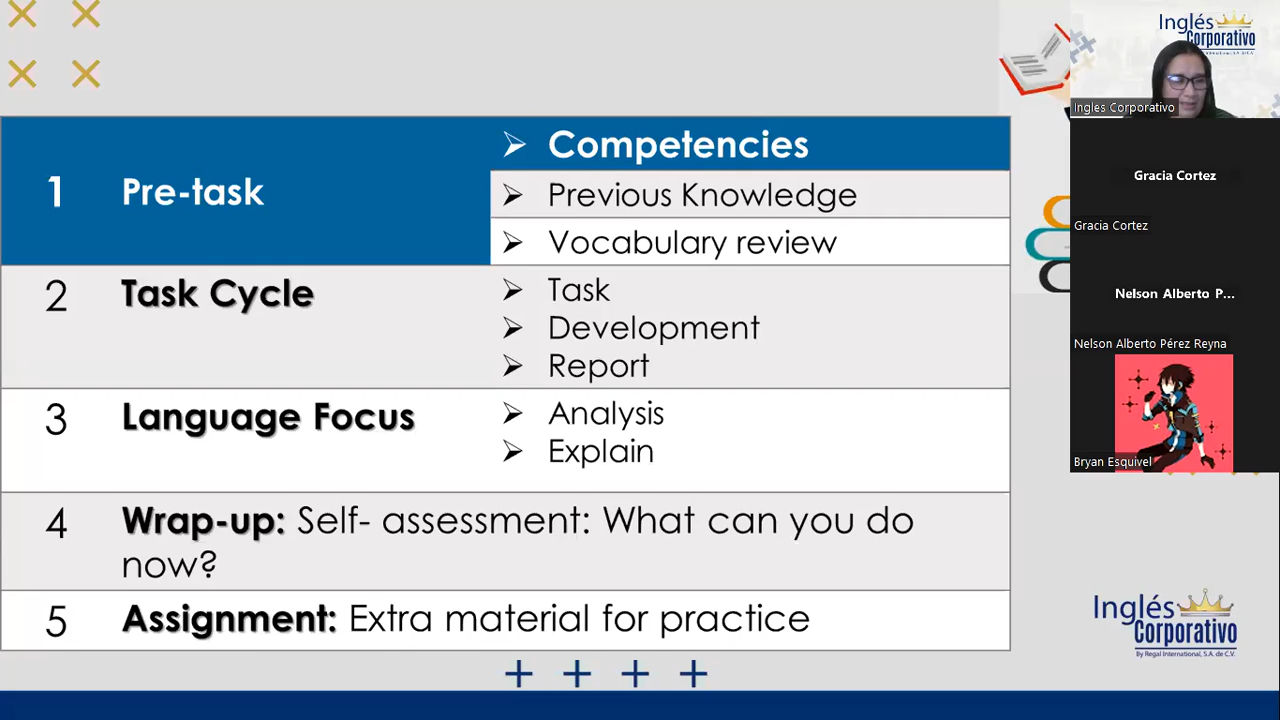 1 Pre-task
Competencies
Previous Knowledge
Vocabulary review
2 Task Cycle
Task
Development
Report
3 Language Focus
Analysis
Explain
4 Wrap-up: Self- assessment: What can you do
now?
5 Assignment: Extra material for practice
Inglés
Corporativo
Ingles Corporativo
Gracia Cortez
Gracia Cortez
Nelson Alberto P...
Nelson Alberto Pérez Reyna
Bryan Esquivel
Inglés
Corporativo
By Regal International, S.A. de C.V.